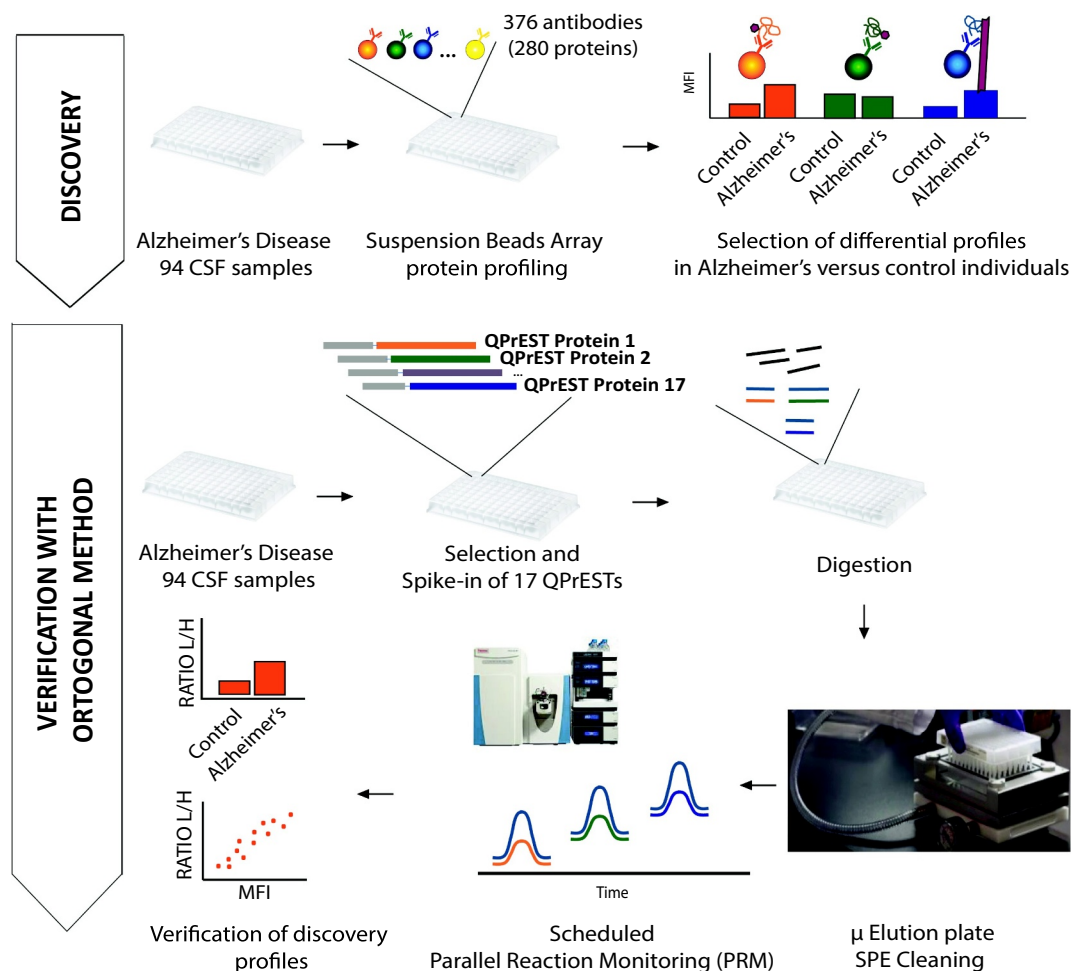 DISCOVERY
376 antibodies
(280 proteins)
...
MFI
Control
Alzheimer's
Control
Alzheimer's
Control
Alzheimer's
Alzheimer's Disease
94 CSF samples
Suspension Beads Array
protein profiling
Selection of differential profiles
in Alzheimer's versus control individuals
VERIFICATION WITH
ORTOGONAL METHOD
QPrEST Protein 1
QPrEST Protein 2
...
QPrEST Protein 17
Alzheimer's Disease
94 CSF samples
Selection and
Spike-in of 17 QPrESTs
Digestion
RATIO L/H
Control
Alzheimer's
RATIO L/H
MFI
Verification of discovery
profiles
Time
Scheduled
Parallel Reaction Monitoring (PRM)
µ Elution plate
SPE Cleaning